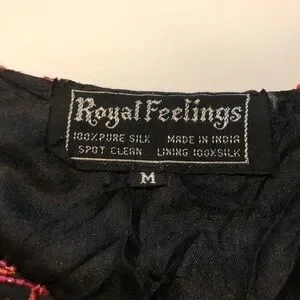 Royal Feelings
100% PURE SILK MADE IN INDIA
SPOT CLEAN LINING 100% SILK
M